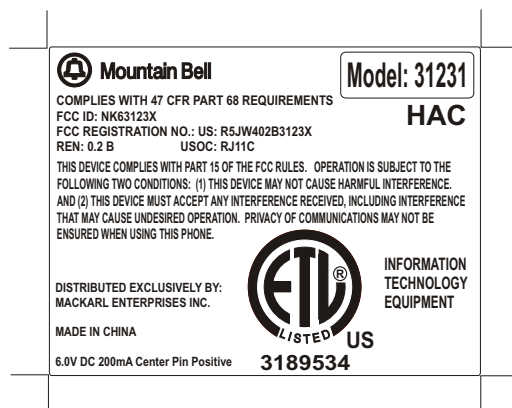 Mountain Bell
Model: 31231
COMPLIES WITH 47 CFR PART 68 REQUIREMENTS
HAC
FCC ID: NK63123X
FCC REGISTRATION NO.: US: R5JW402B3123X
REN: 0.2 B USOC: RJ11C
THIS DEVICE COMPLIES WITH PART 15 OF THE FCC RULES. OPERATION IS SUBJECT TO THE
FOLLOWING TWO CONDITIONS: (1) THIS DEVICE MAY NOT CAUSE HARMFUL INTERFERENCE.
AND (2) THIS DEVICE MUST ACCEPT ANY INTERFERENCE RECEIVED, INCLUDING INTERFERENCE
THAT MAY CAUSE UNDESIRED OPERATION. PRIVACY OF COMMUNICATIONS MAY NOT BE
ENSURED WHEN USING THIS PHONE.
DISTRIBUTED EXCLUSIVELY BY:
MACKARL ENTERPRISES INC.
MADE IN CHINA
6.0V DC 200mA Center Pin Positive
ETL®
LISTED
US
3189534
INFORMATION
TECHNOLOGY
EQUIPMENT